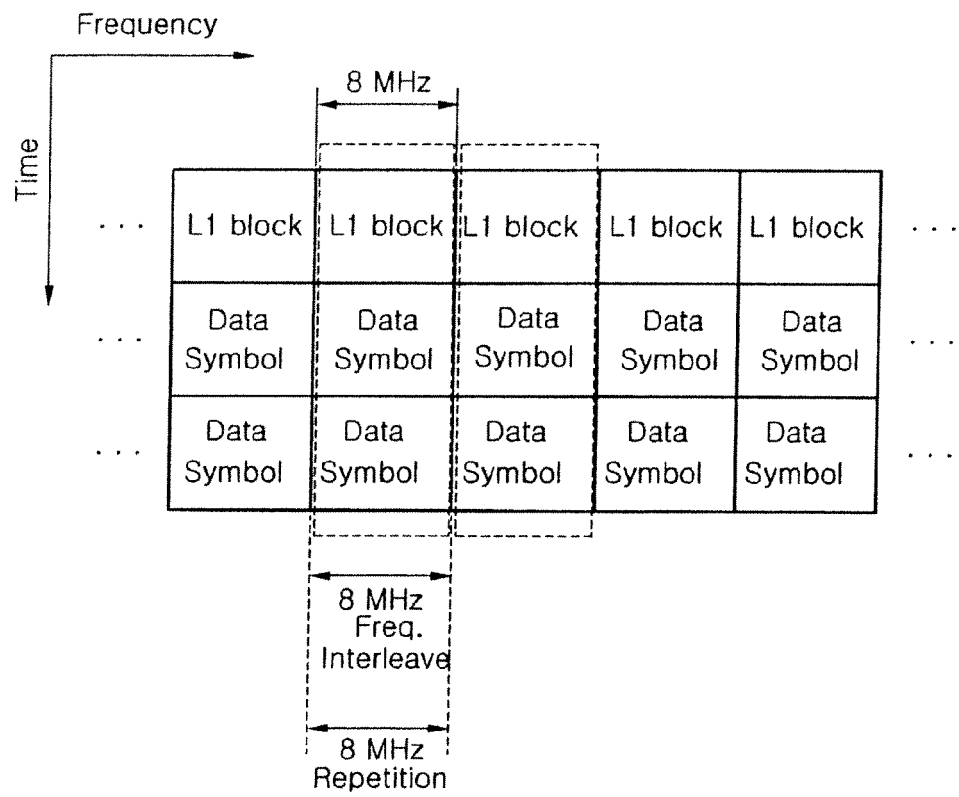 Frequency
8 MHz
Time
... L1 block L1 block L1 block L1 block L1 block ...
Data Data Data Data Data
... Symbol Symbol Symbol Symbol Symbol ...
Data Data Data Data Data
... Symbol Symbol Symbol Symbol Symbol ...
8 MHz
Freq.
Interleave
8 MHz
Repetition